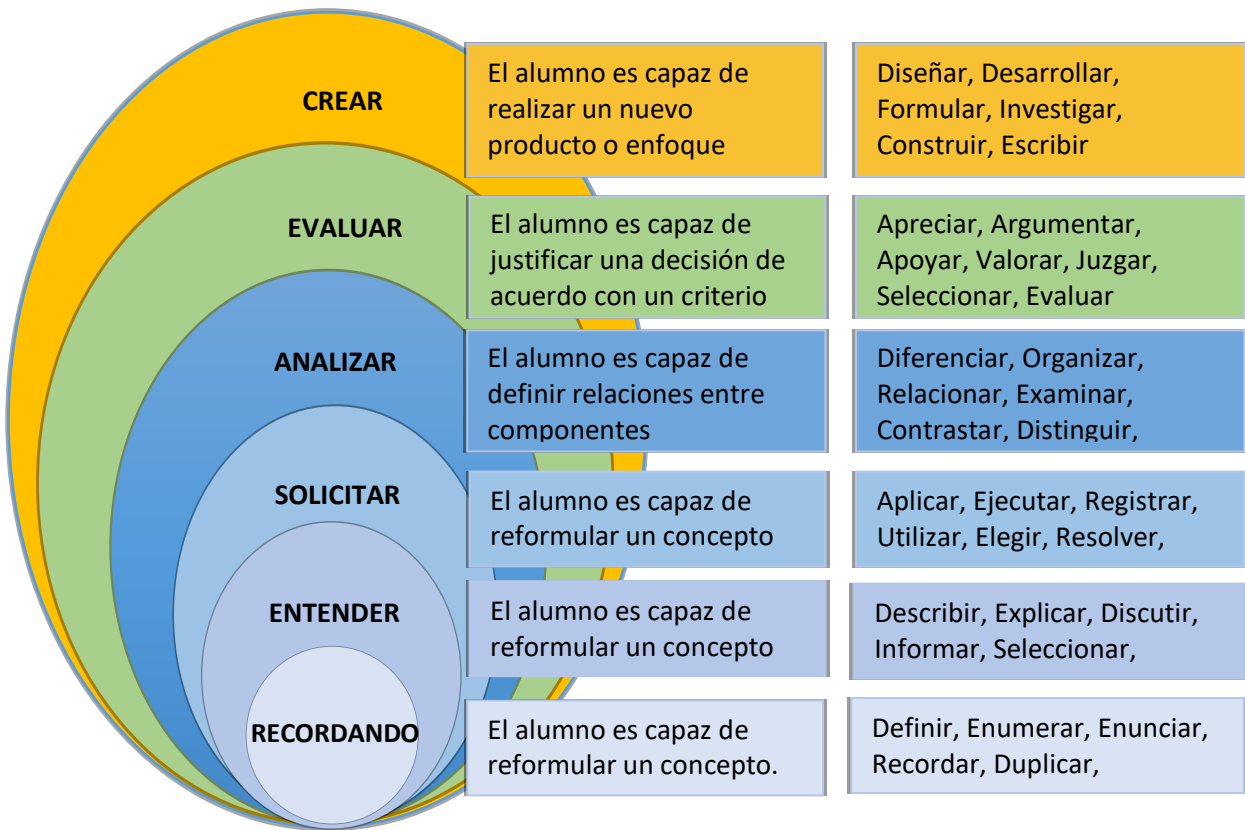 CREAR
El alumno es capaz de
realizar un nuevo
producto o enfoque
Diseñar, Desarrollar,
Formular, Investigar,
Construir, Escribir
EVALUAR
El alumno es capaz de
justificar una decisión de
acuerdo con un criterio
Apreciar, Argumentar,
Apoyar, Valorar, Juzgar,
Seleccionar, Evaluar
ANALIZAR
El alumno es capaz de
definir relaciones entre
componentes
Diferenciar, Organizar,
Relacionar, Examinar,
Contrastar, Distinguir,
SOLICITAR
El alumno es capaz de
reformular un concepto
Aplicar, Ejecutar, Registrar,
Utilizar, Elegir, Resolver,
ENTENDER
El alumno es capaz de
reformular un concepto
Describir, Explicar, Discutir,
Informar, Seleccionar,
RECORDANDO
El alumno es capaz de
reformular un concepto.
Definir, Enumerar, Enunciar,
Recordar, Duplicar,